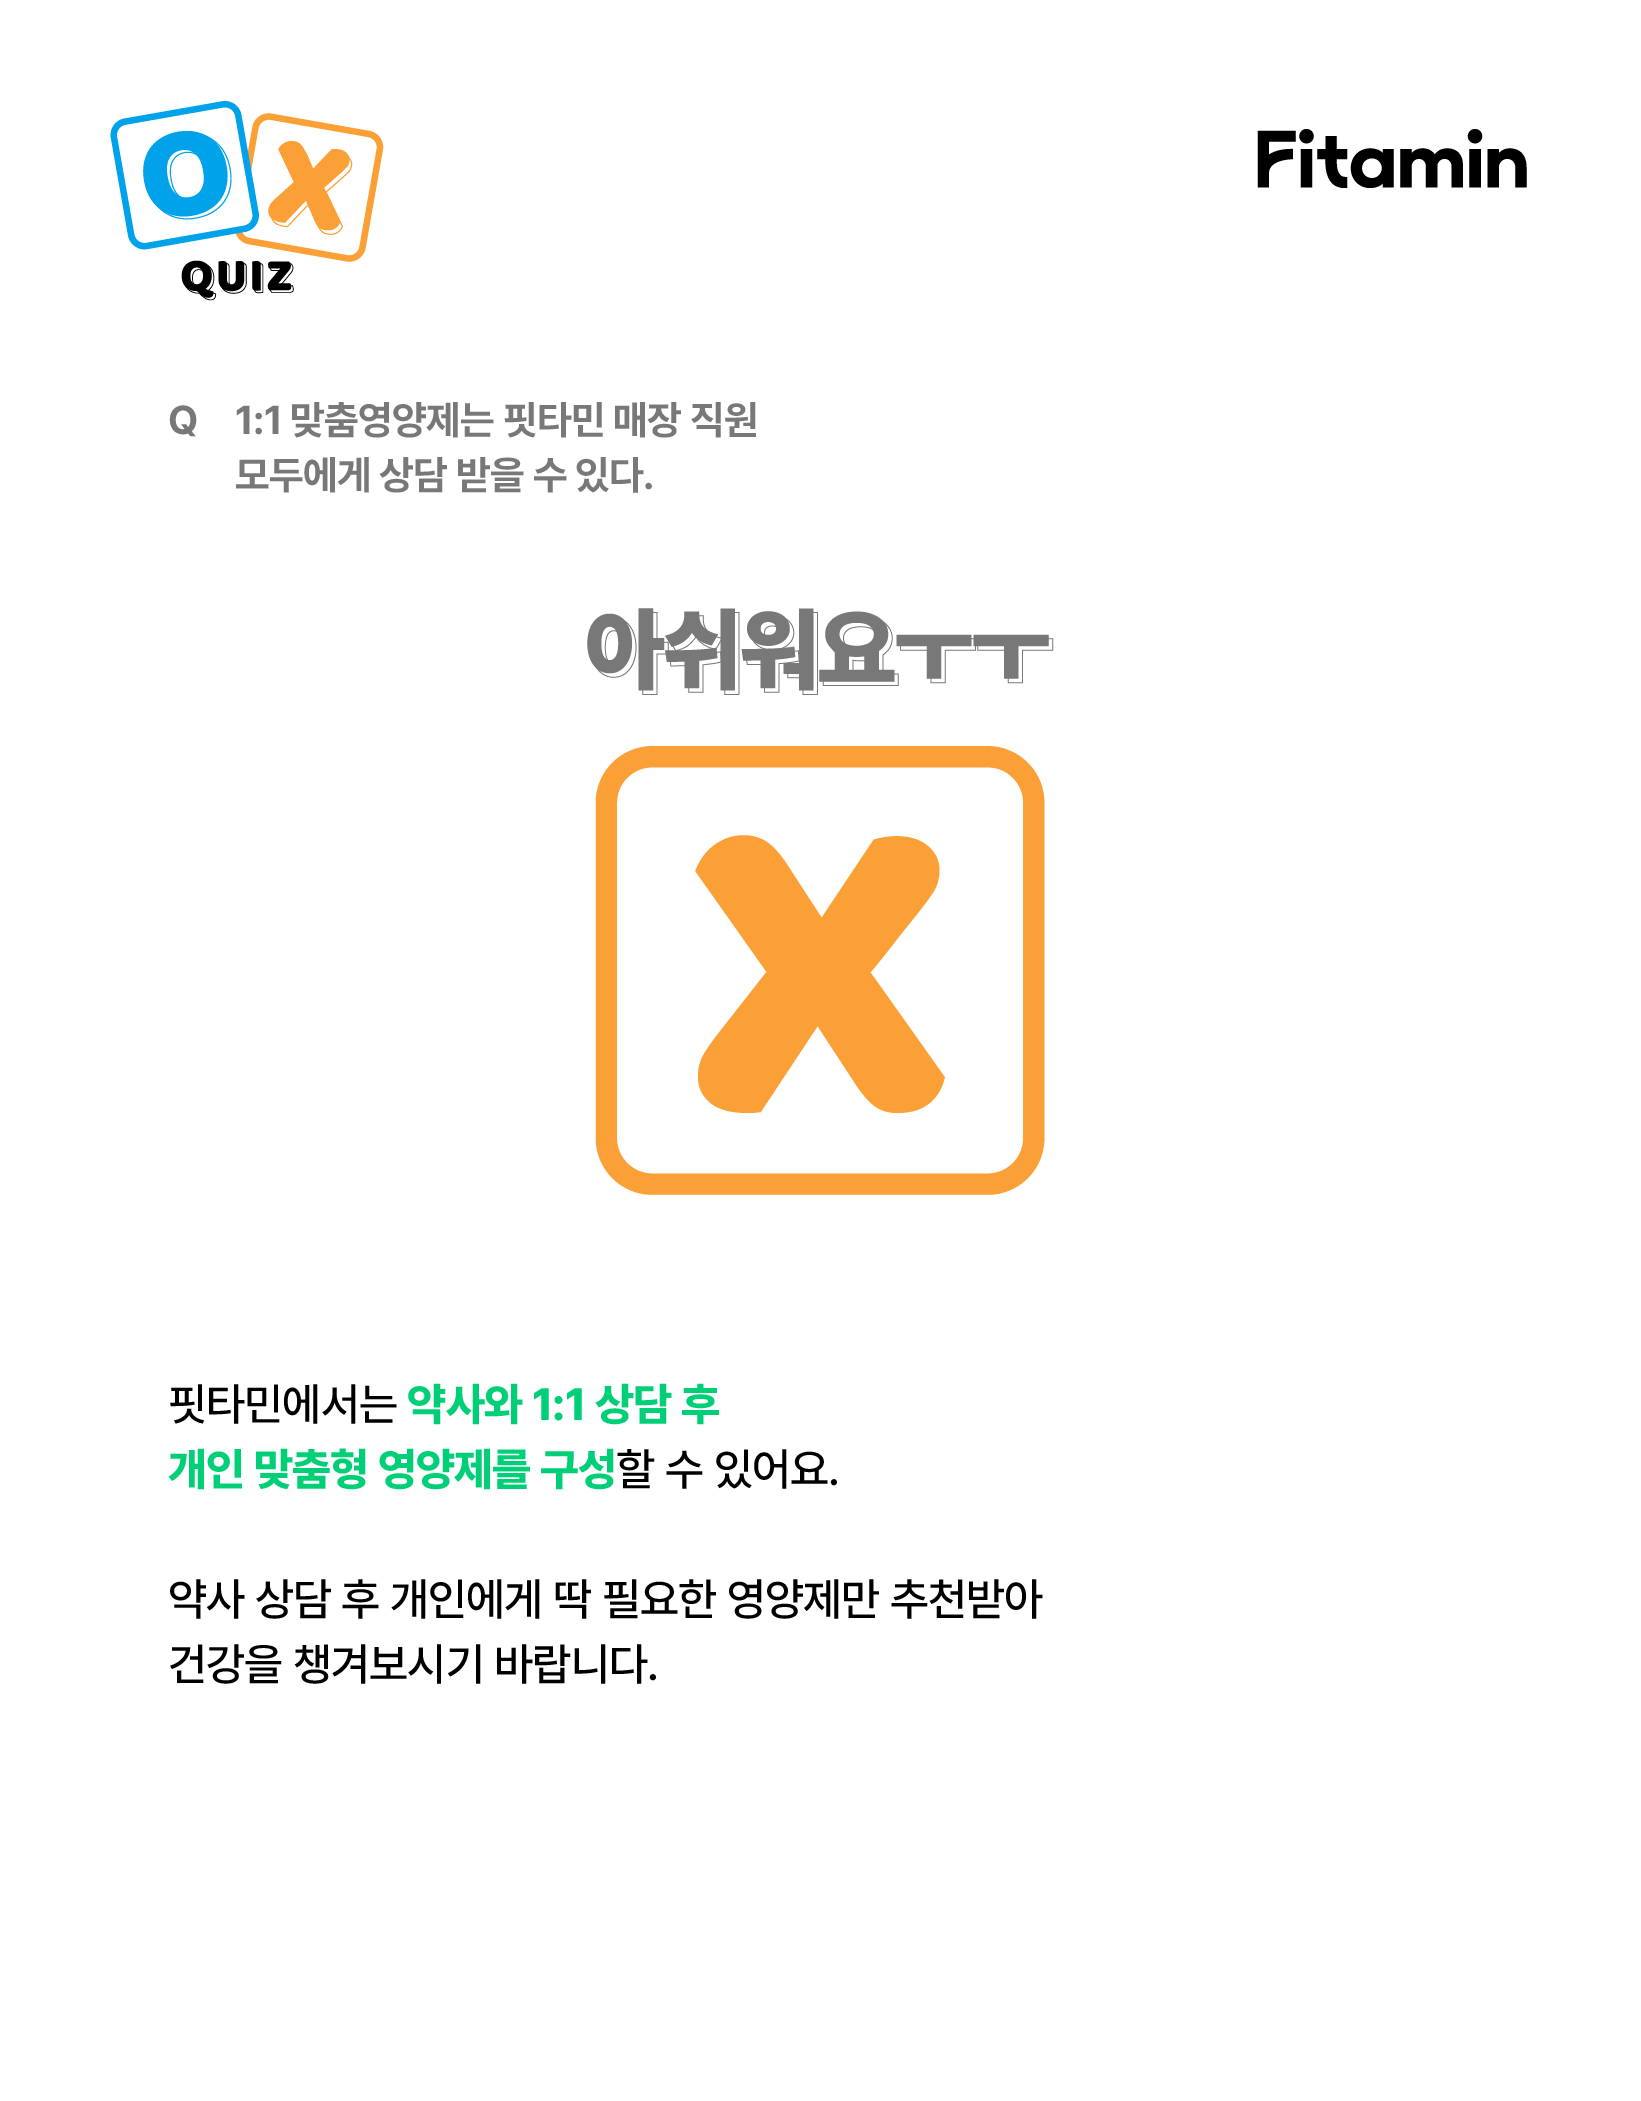 O X
QUIZ
Fitamin
Q 1:1 맞춤영양제는 핏타민 매장 직원
모두에게 상담 받을 수 있다.
아쉬워요ㅜㅜ
X
핏타민에서는 약사와 1:1 상담 후
개인 맞춤형 영양제를 구성할 수 있어요.
약사 상담 후 개인에게 딱 필요한 영양제만 추천받아
건강을 챙겨보시기 바랍니다.